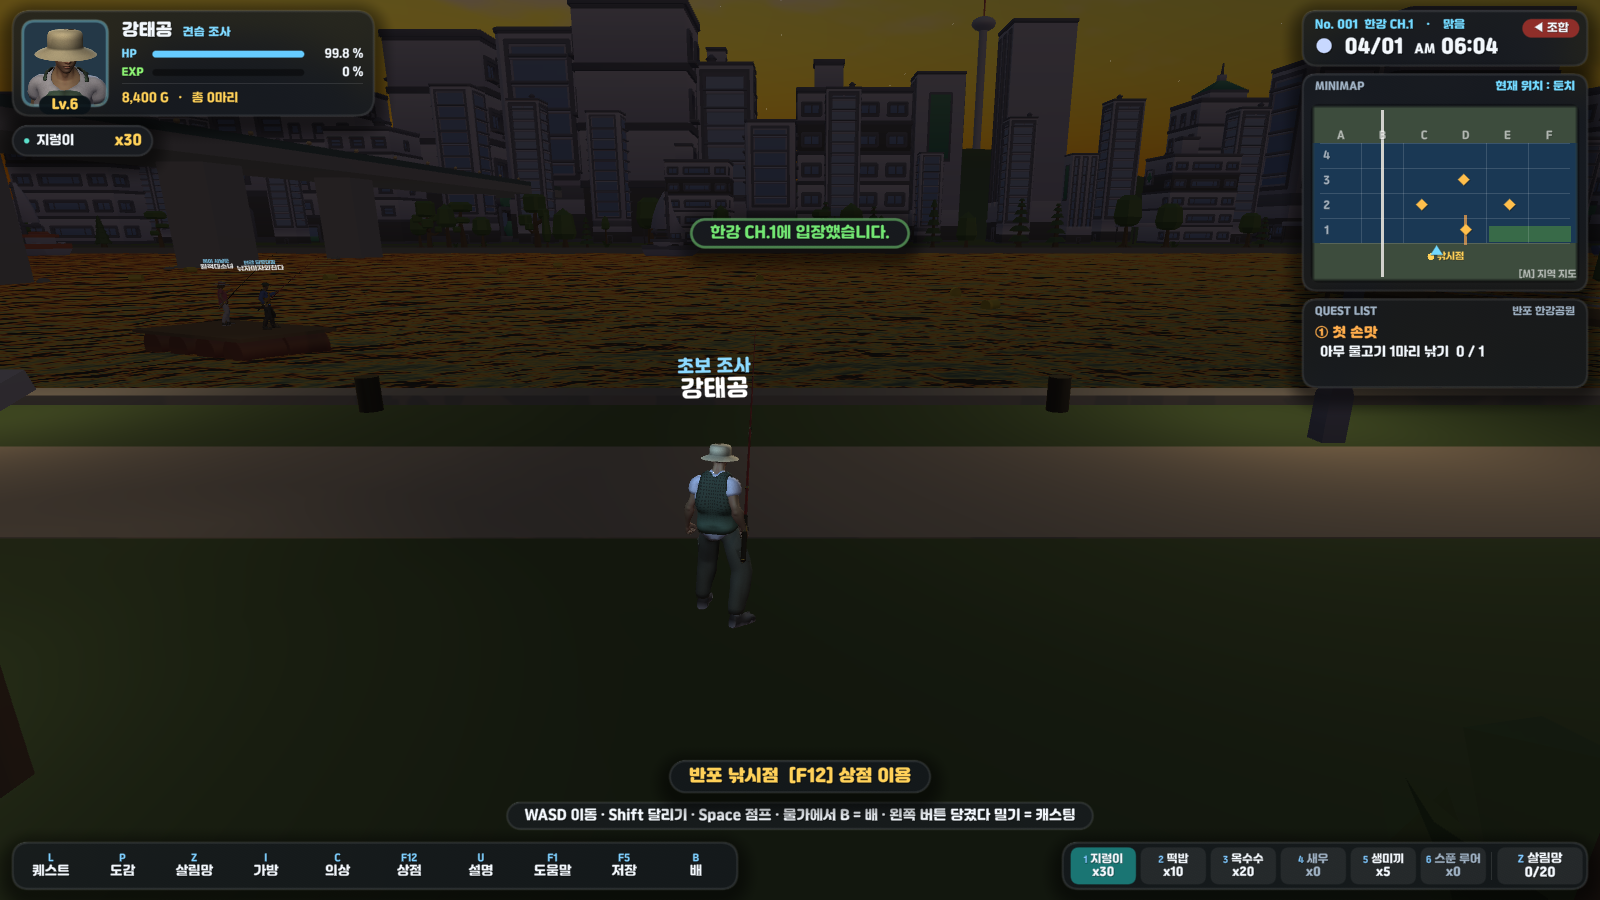 강태공 견습 조사
HP 99.8 %
EXP 0 %
Lv.6
8,400 G · 총 0마리
지렁이 x30
No. 001 한강 CH.1 · 맑음
◀ 조합
04/01 AM 06:04
MINIMAP 현재 위치 : 둔치
A B C D E F
4
3
2
1
낚시점
[M] 지역 지도
QUEST LIST 반포 한강공원
① 첫 손맛
아무 물고기 1마리 낚기 0 / 1
한강 CH.1에 입장했습니다.
초보 조사
강태공
반포 낚시점 [F12] 상점 이용
WASD 이동 · Shift 달리기 · Space 점프 · 물가에서 B = 배 · 왼쪽 버튼 당겼다 밀기 = 캐스팅
L P Z I C F12 U F1 F5 B
퀘스트 도감 살림망 가방 의상 상점 설명 도움말 저장 배
1 지렁이 2 떡밥 3 옥수수 4 새우 5 생미끼 6 스푼 루어 Z 살림망
x30 x10 x20 x0 x5 x0 0/20